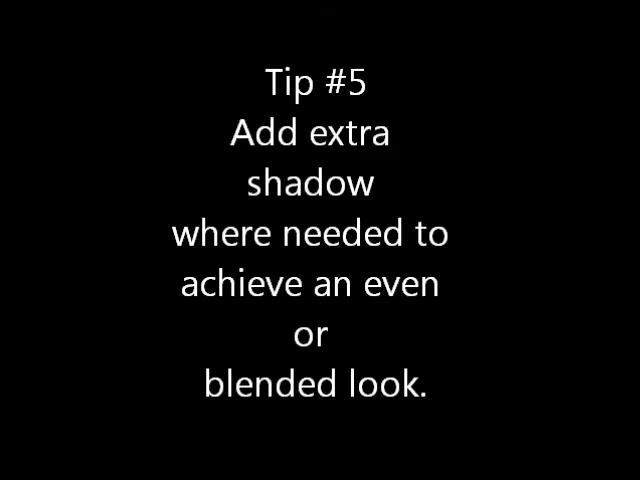 Tip #5
Add extra
shadow
where needed to
achieve an even
or
blended look.